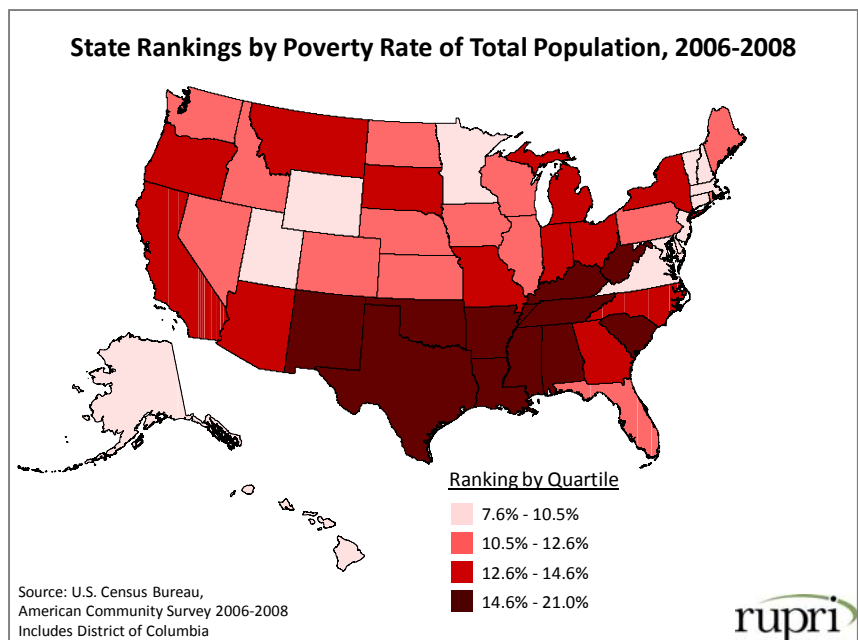 State Rankings by Poverty Rate of Total Population, 2006-2008
Ranking by Quartile
7.6% - 10.5%
10.5% - 12.6%
12.6% - 14.6%
14.6% - 21.0%
Source: U.S. Census Bureau,
American Community Survey 2006-2008
Includes District of Columbia
rupri